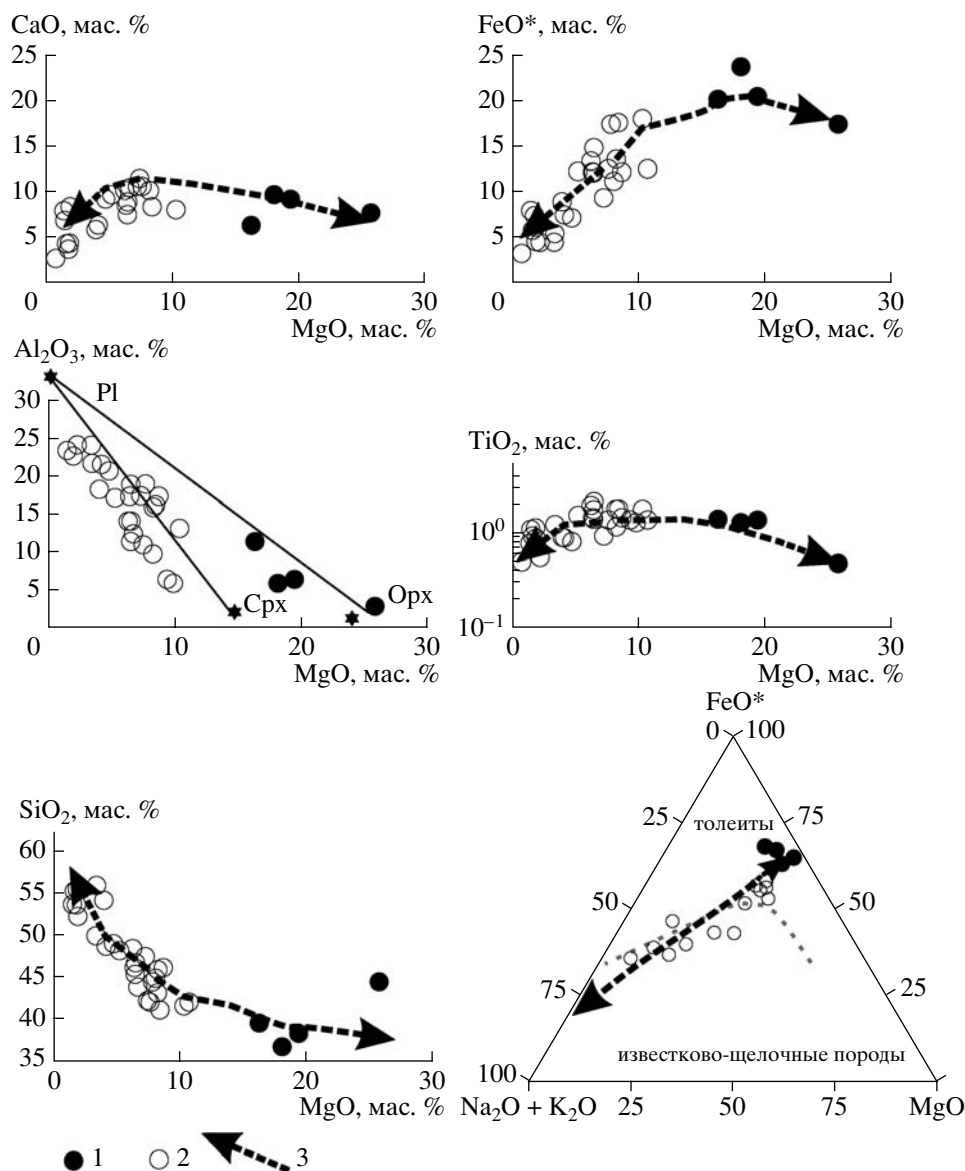 CaO, мас. %
25
20
15
10
5
0
10
20
30
MgO, мас. %
FeO*, мас. %
25
20
15
10
5
0
10
20
30
MgO, мас. %
Al₂O₃, мас. %
30
25
20
15
10
5
0
Pl
Cpx
Opx
10
20
30
MgO, мас. %
TiO₂, мас. %
10⁰
10⁻¹
0
10
20
30
MgO, мас. %
SiO₂, мас. %
60
55
50
45
40
35
0
10
20
30
MgO, мас. %
FeO*
0 100
25
75
толеиты
50
50
75
25
известково-щелочные породы
100
Na₂O + K₂O
25
50
75
MgO
1 2 3